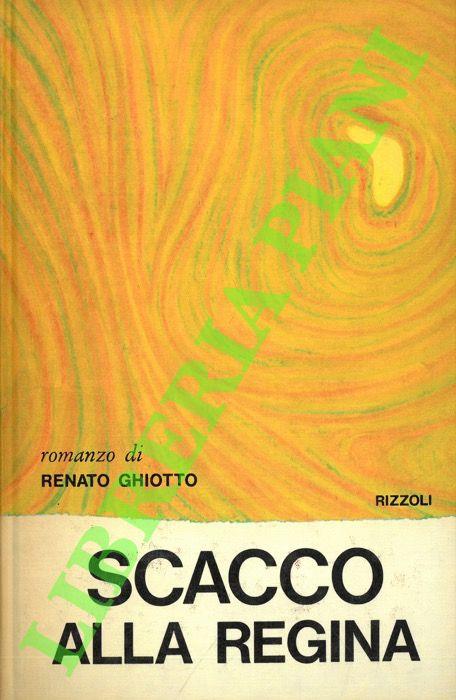 romanzo di
RENATO GHIOTTO
RIZZOLI
SCACCO
ALLA REGINA
LIBRERIA PIANI